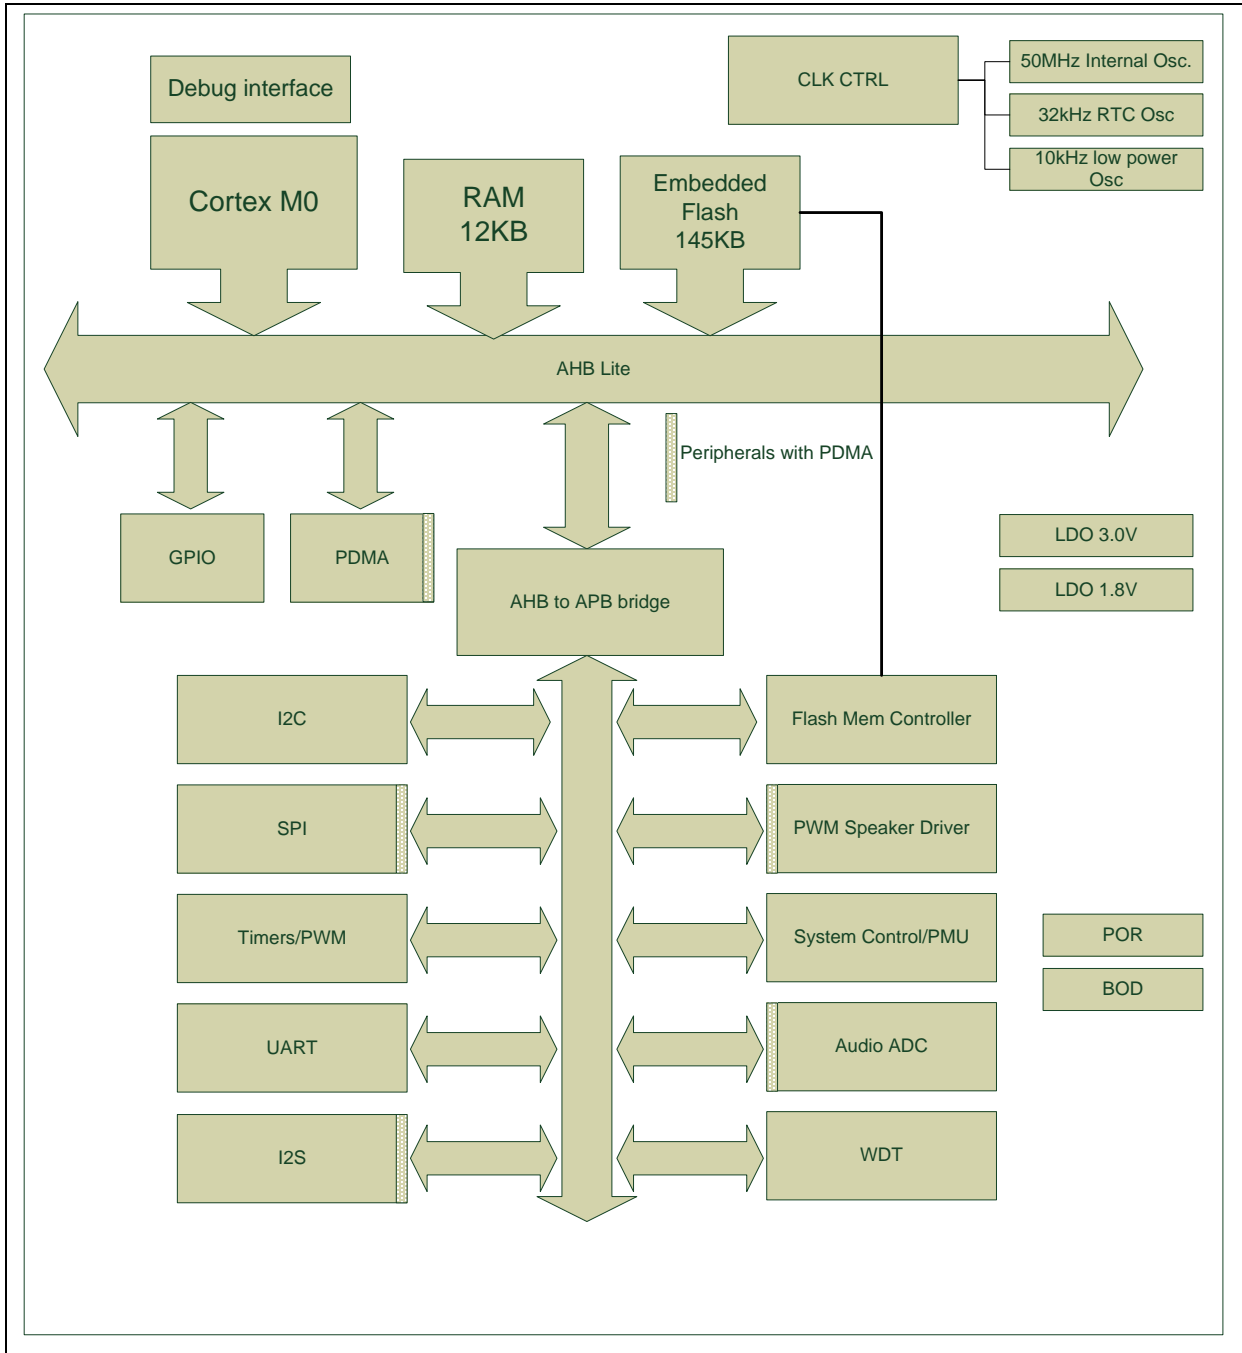 50MHz Internal Osc.
CLK CTRL
Debug interface
32kHz RTC Osc
10kHz low power
Osc
Cortex M0
RAM
12KB
Embedded
Flash
145KB
AHB Lite
Peripherals with PDMA
GPIO
PDMA
LDO 3.0V
AHB to APB bridge
LDO 1.8V
I2C
Flash Mem Controller
SPI
PWM Speaker Driver
Timers/PWM
System Control/PMU
POR
BOD
UART
Audio ADC
I2S
WDT